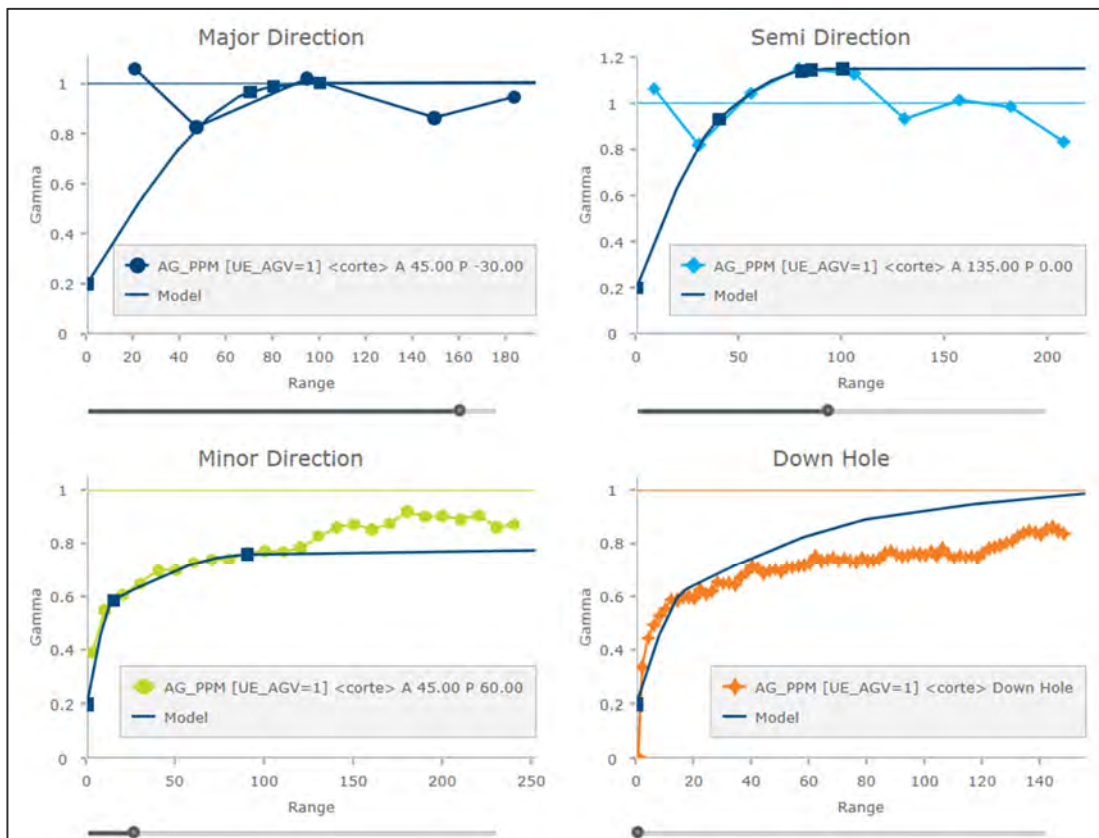 Major Direction
1
0.8
0.6
0.4
0.2
0
Gamma
AG_PPM [UE_AGV=1] <corte> A 45.00 P -30.00
Model
0 20 40 60 80 100 120 140 160 180
Range
Semi Direction
1.2
1
0.8
0.6
0.4
0.2
0
Gamma
AG_PPM [UE_AGV=1] <corte> A 135.00 P 0.00
Model
0 50 100 150 200
Range
Minor Direction
1
0.8
0.6
0.4
0.2
0
Gamma
AG_PPM [UE_AGV=1] <corte> A 45.00 P 60.00
Model
0 50 100 150 200 250
Range
Down Hole
1
0.8
0.6
0.4
0.2
0
Gamma
AG_PPM [UE_AGV=1] <corte> Down Hole
Model
0 20 40 60 80 100 120 140
Range